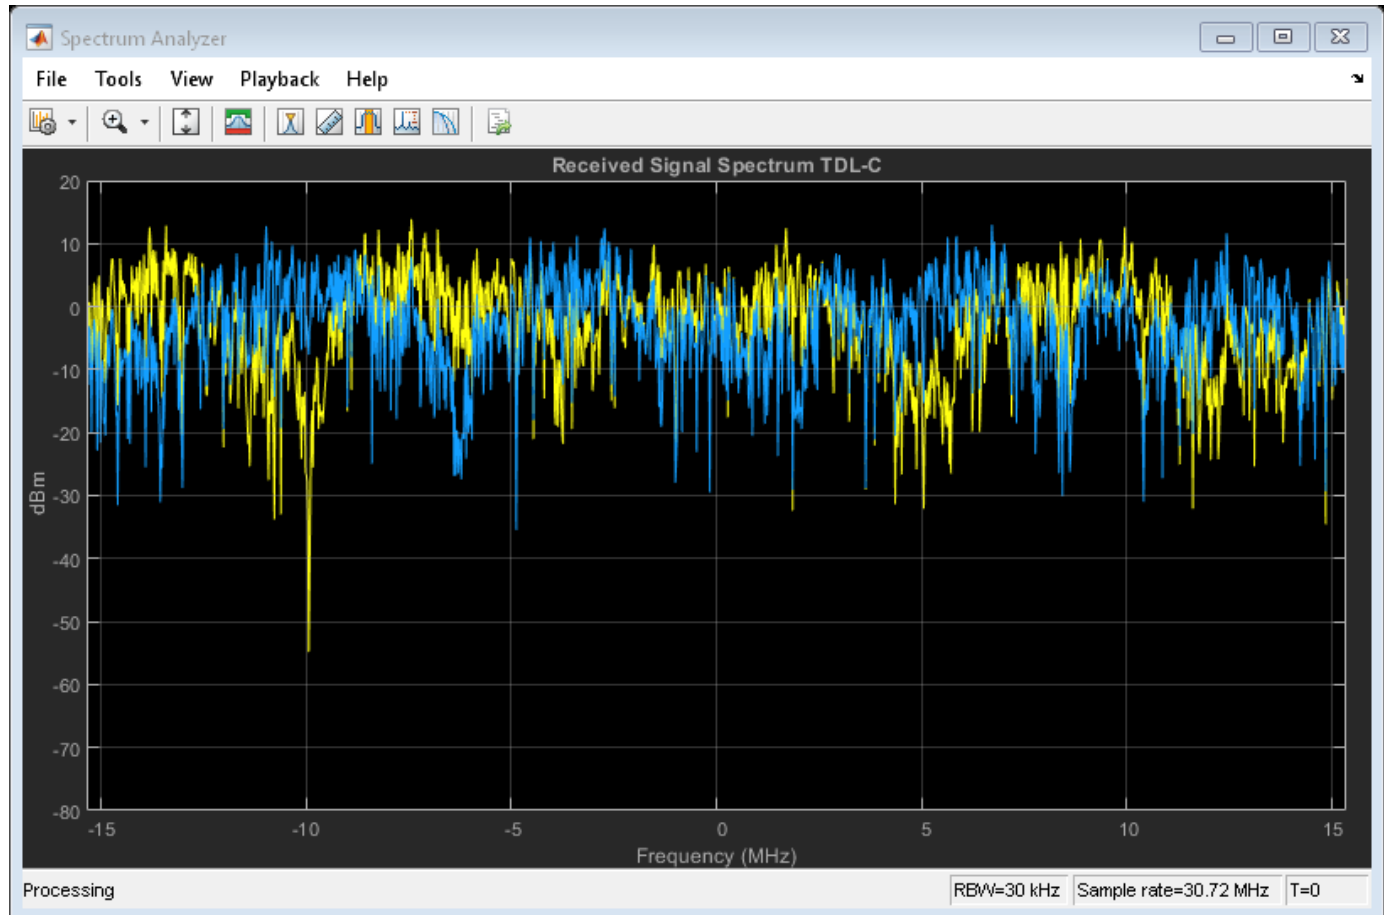 Spectrum Analyzer
File Tools View Playback Help
Received Signal Spectrum TDL-C
20
10
0
-10
-20
-30
-40
-50
-60
-70
-80
dBm
-15 -10 -5 0 5 10 15
Frequency (MHz)
Processing RBW=30 kHz Sample rate=30.72 MHz T=0